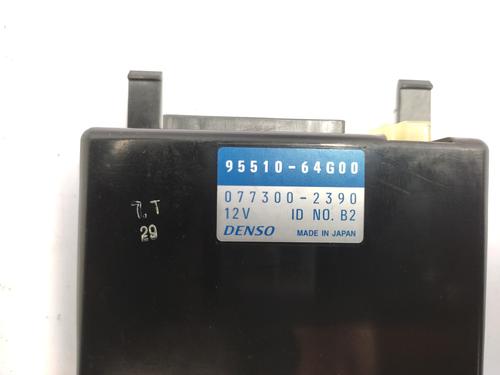 95510-64G00
077300-2390
12V ID NO. B2
DENSO MADE IN JAPAN
T
29